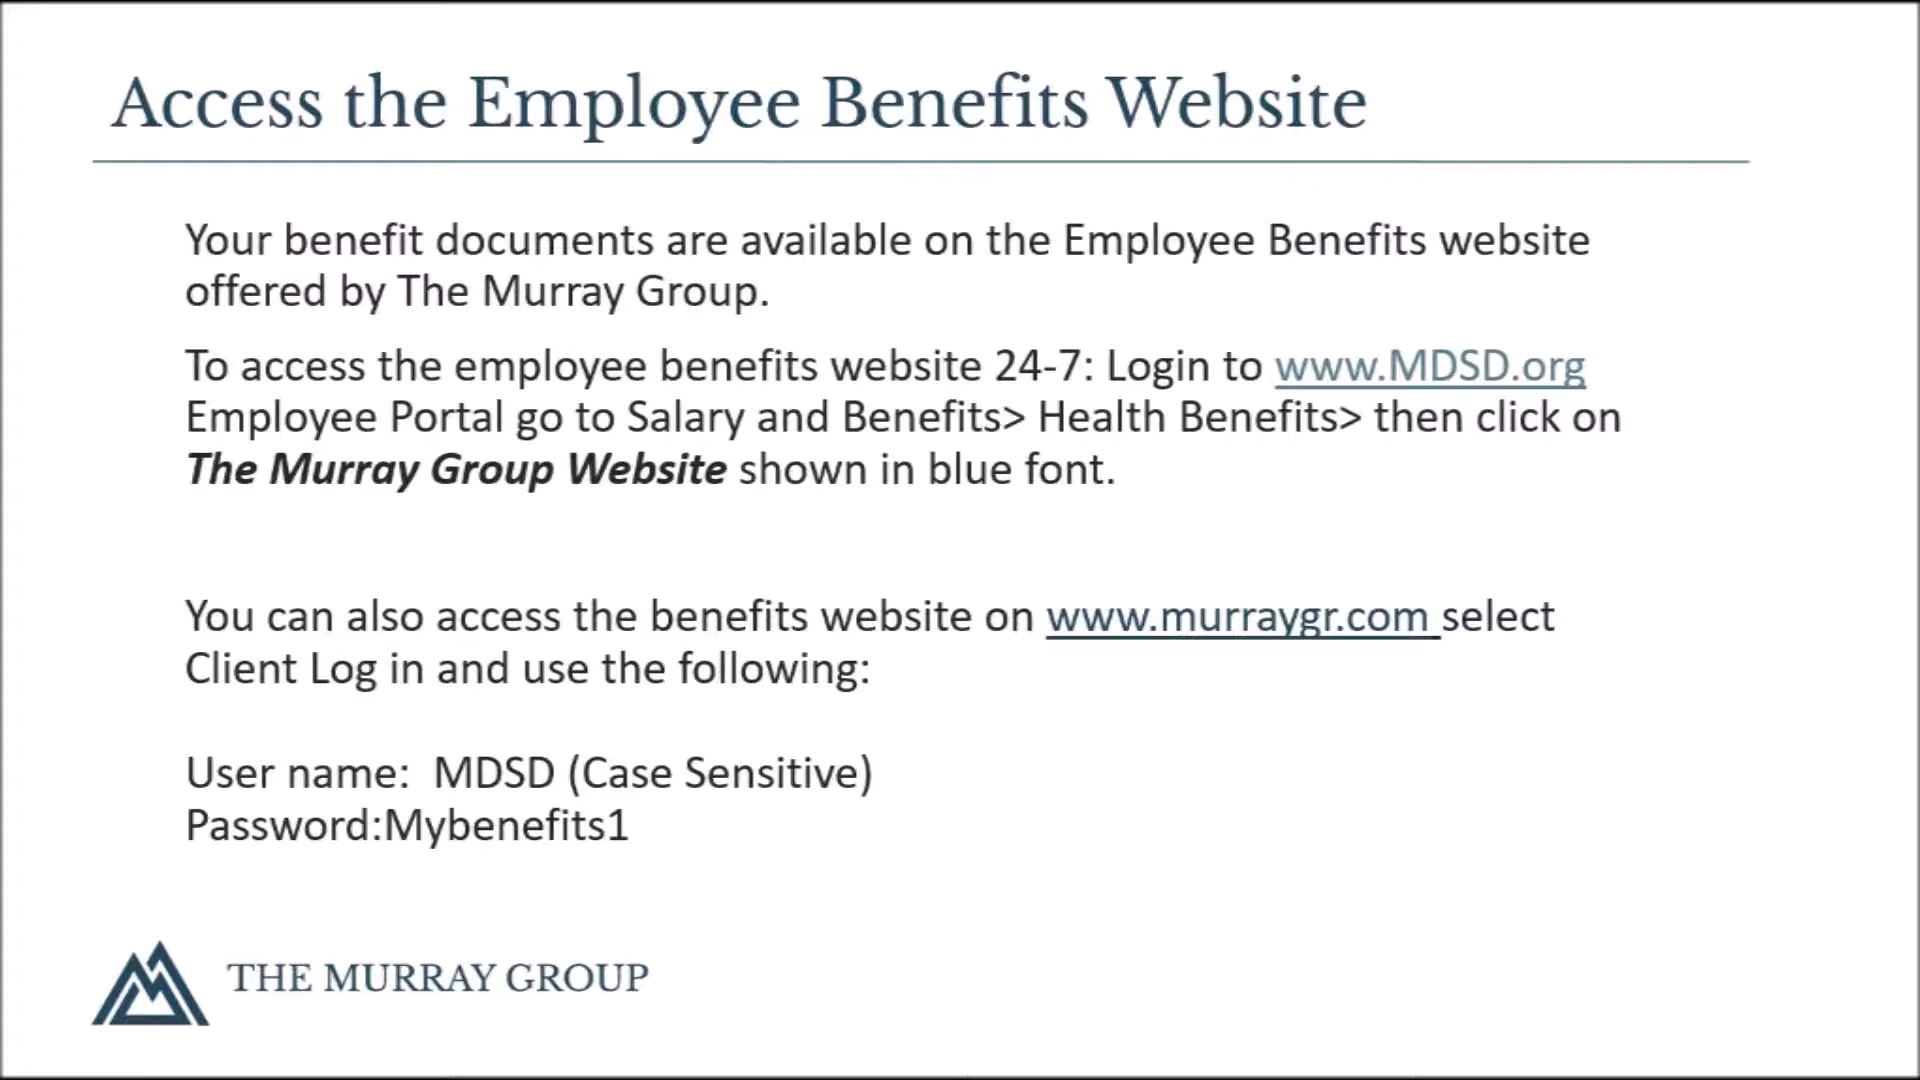 Access the Employee Benefits Website
Your benefit documents are available on the Employee Benefits website
offered by The Murray Group.
To access the employee benefits website 24-7: Login to www.MDSD.org
Employee Portal go to Salary and Benefits> Health Benefits> then click on
The Murray Group Website shown in blue font.
You can also access the benefits website on www.murraygr.com select
Client Log in and use the following:
User name:  MDSD (Case Sensitive)
Password:Mybenefits1
THE MURRAY GROUP